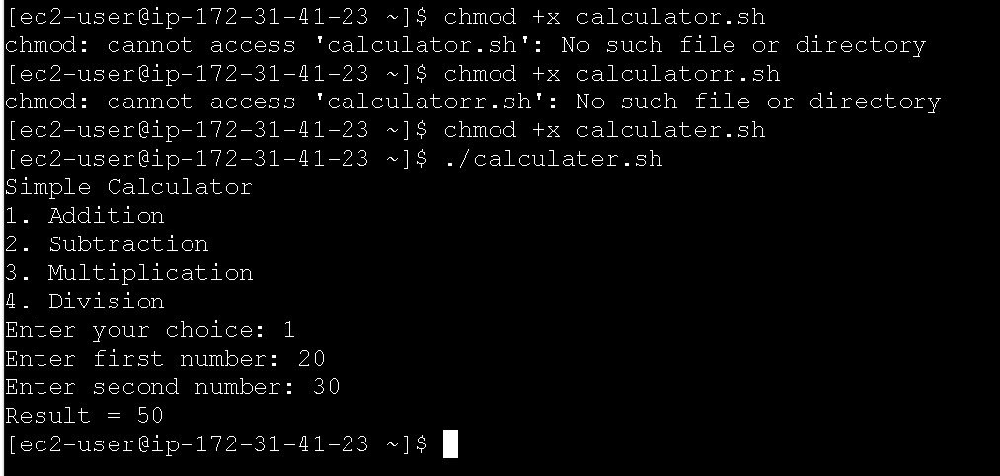 [ec2-user@ip-172-31-41-23 ~]$ chmod +x calculator.sh
chmod: cannot access 'calculator.sh': No such file or directory
[ec2-user@ip-172-31-41-23 ~]$ chmod +x calculatorr.sh
chmod: cannot access 'calculatorr.sh': No such file or directory
[ec2-user@ip-172-31-41-23 ~]$ chmod +x calculater.sh
[ec2-user@ip-172-31-41-23 ~]$ ./calculater.sh
Simple Calculator
1. Addition
2. Subtraction
3. Multiplication
4. Division
Enter your choice: 1
Enter first number: 20
Enter second number: 30
Result = 50
[ec2-user@ip-172-31-41-23 ~]$